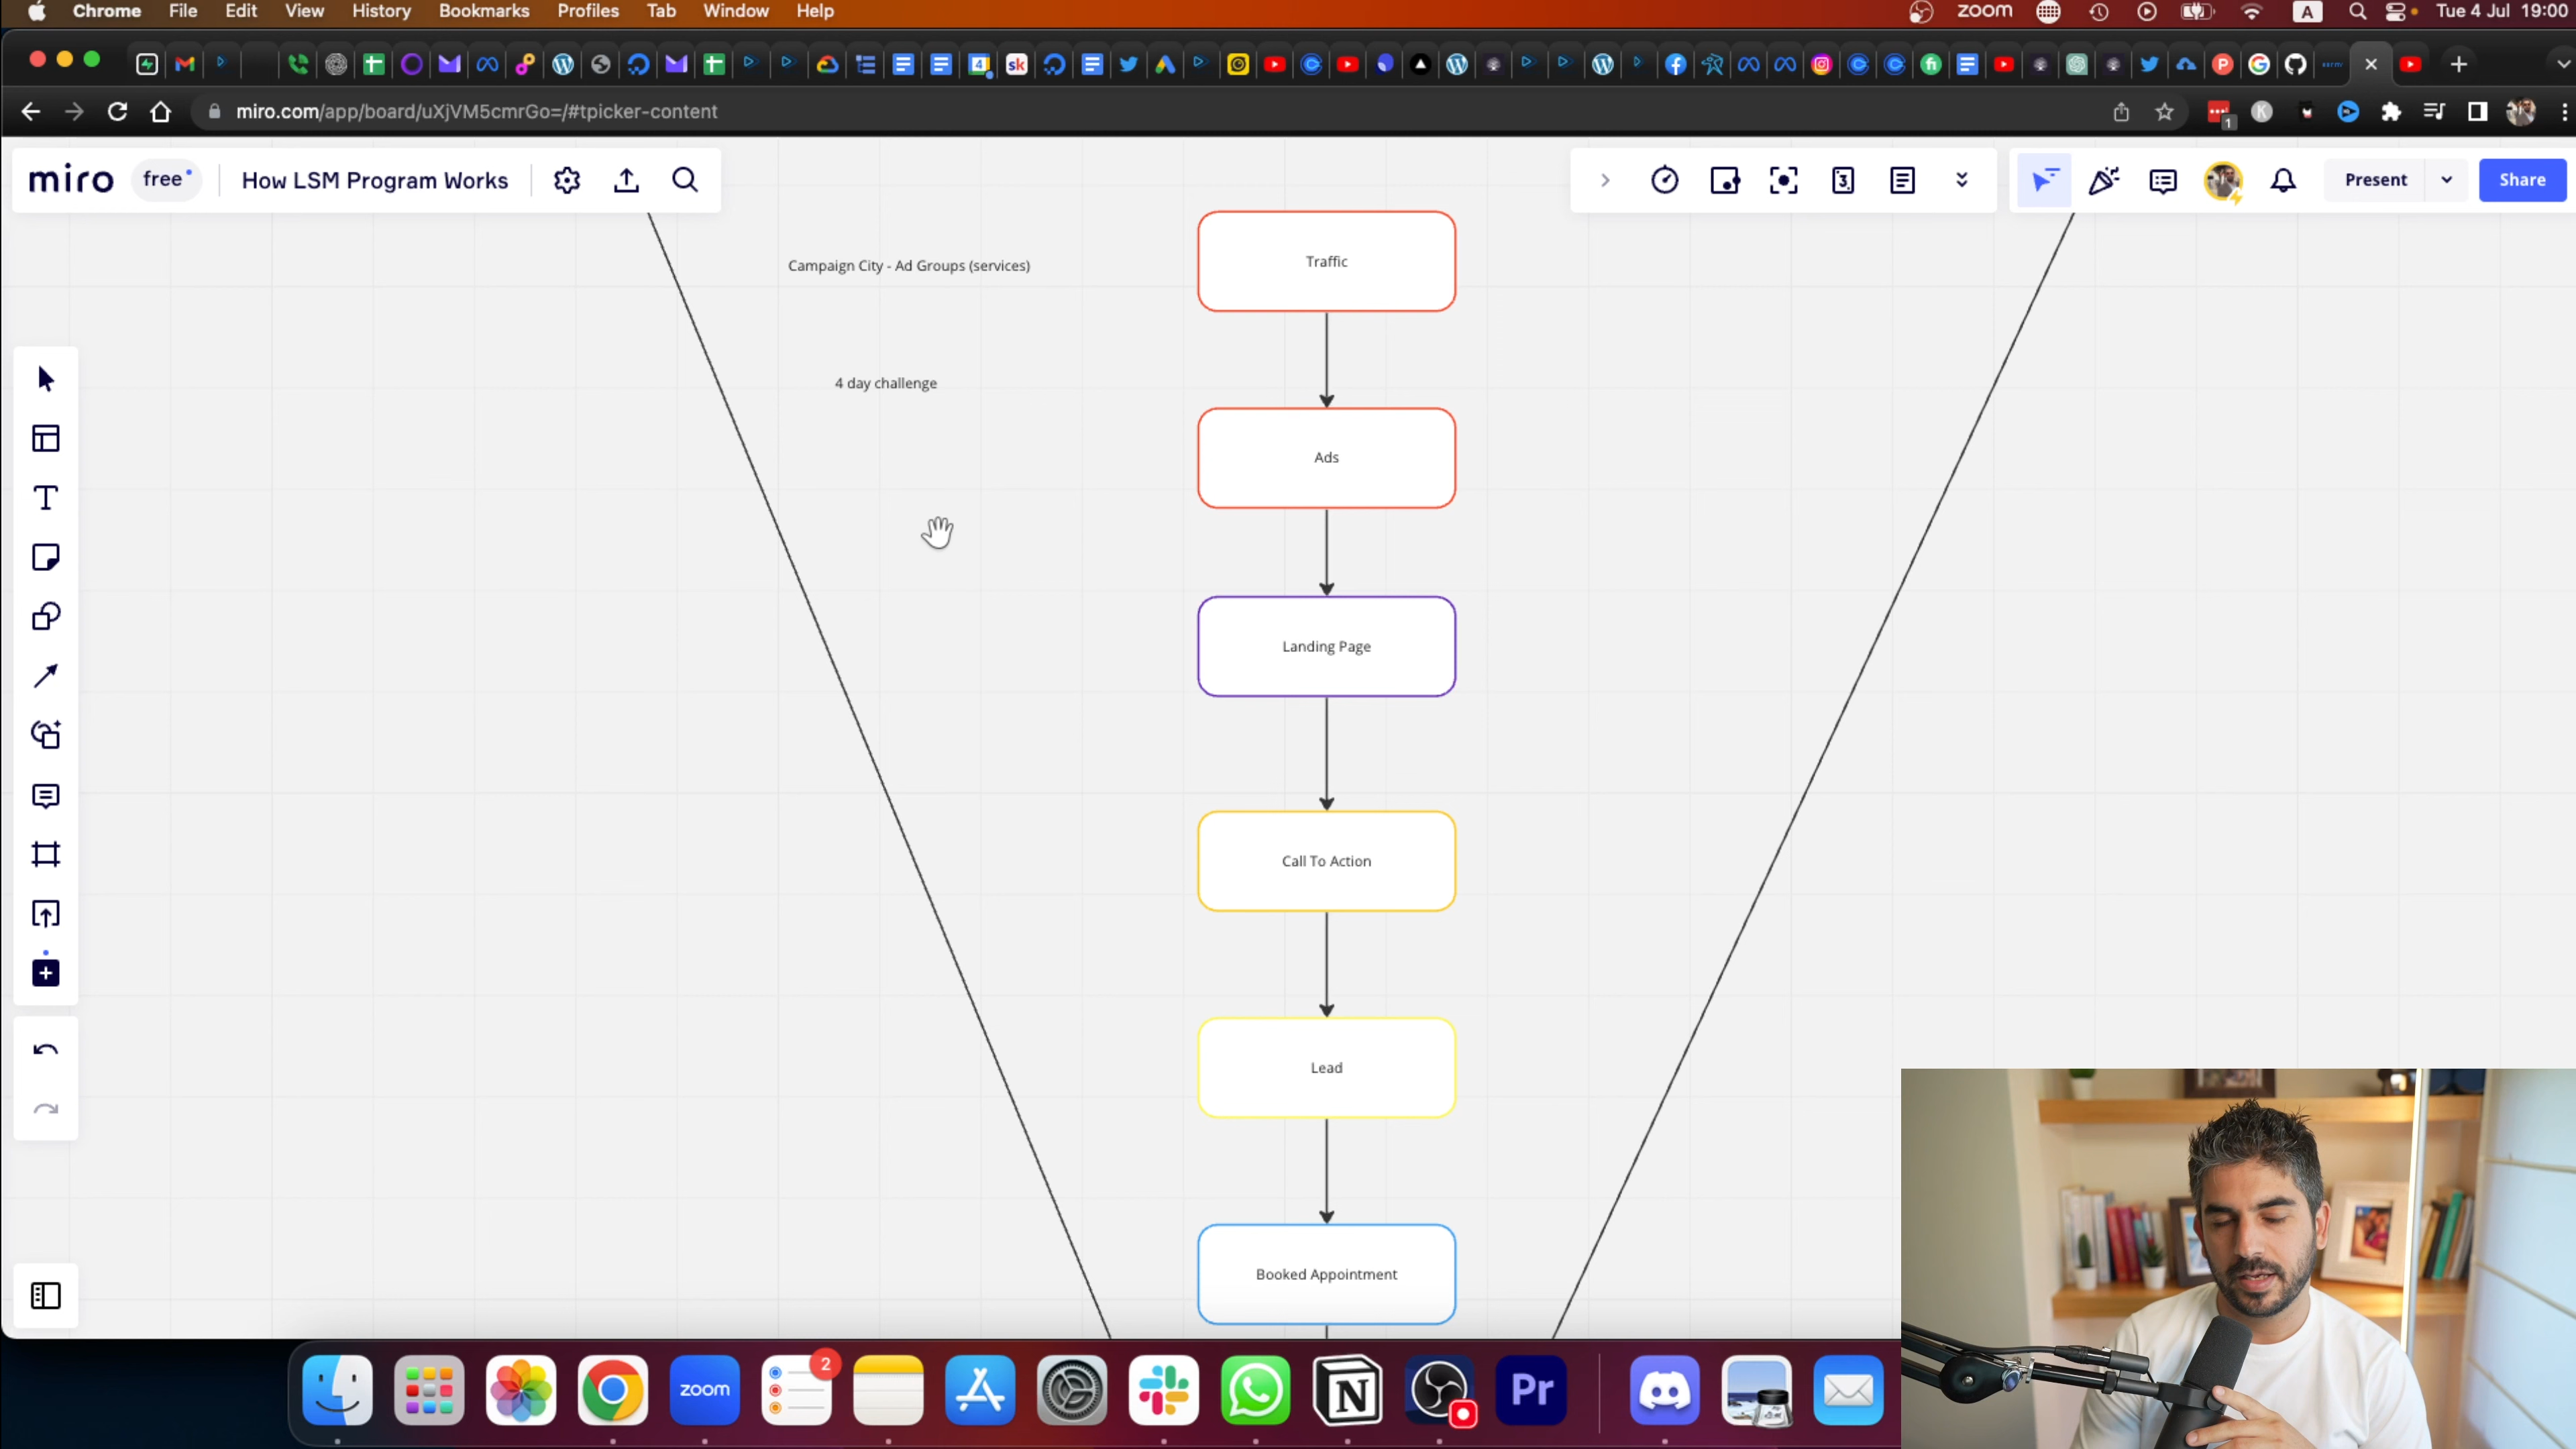 Chrome File Edit View History Bookmarks Profiles Tab Window Help zoom A Tue 4 Jul 19:00
miro.com/app/board/uXjVM5cmrGo=/#tpicker-content
miro free How LSM Program Works Present Share
Traffic
Campaign City - Ad Groups (services)
4 day challenge
Ads
Landing Page
Call To Action
Lead
Booked Appointment
2
zoom
Pr